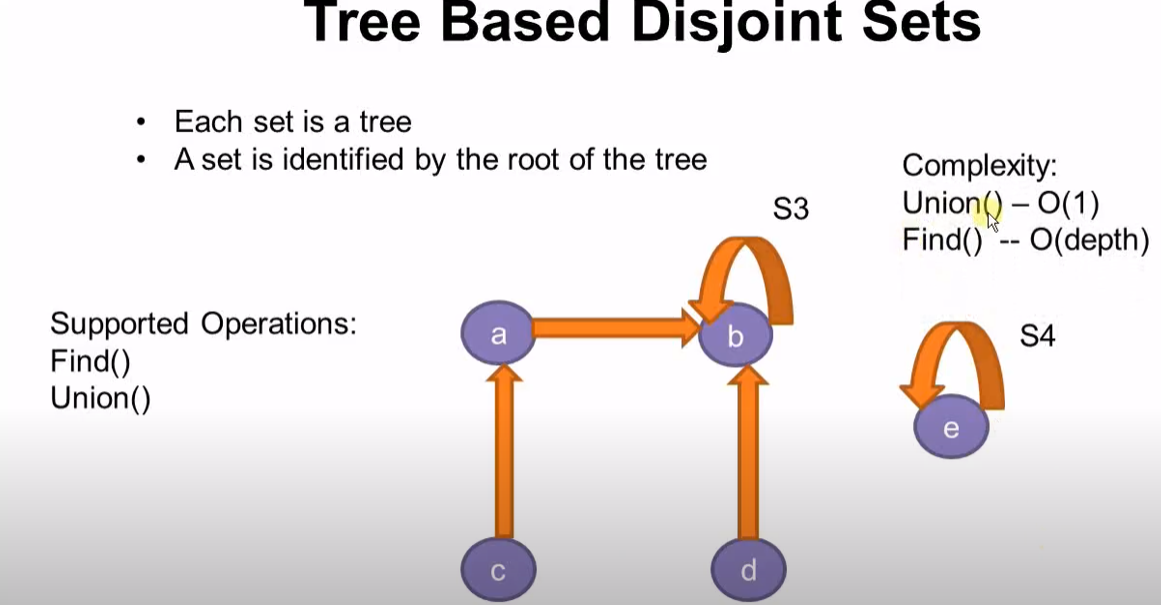 Tree Based Disjoint Sets
• Each set is a tree
• A set is identified by the root of the tree
Complexity:
Union() – O(1)
Find() -- O(depth)
S3
Supported Operations:
Find()
Union()
a
b
S4
e
c
d